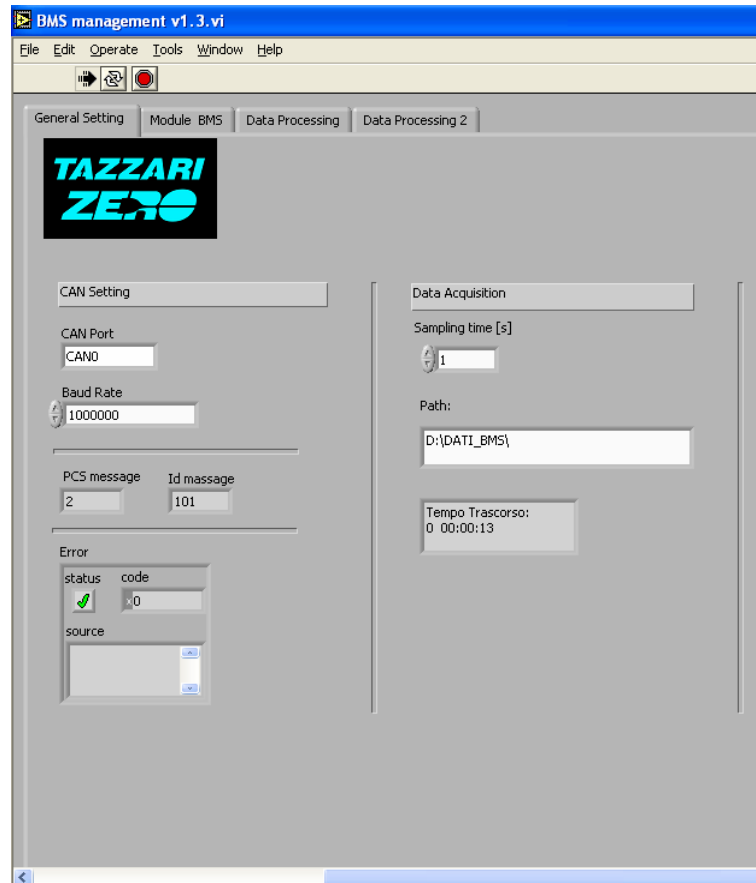 BMS management v1.3.vi
File Edit Operate Tools Window Help
General Setting Module BMS Data Processing Data Processing 2
TAZZARI
ZERO
CAN Setting
CAN Port
CAN0
Baud Rate
1000000
PCS message Id massage
2 101
Error
status code
x0
source
Data Acquisition
Sampling time [s]
1
Path:
D:\DATI_BMS\
Tempo Trascorso:
0 00:00:13